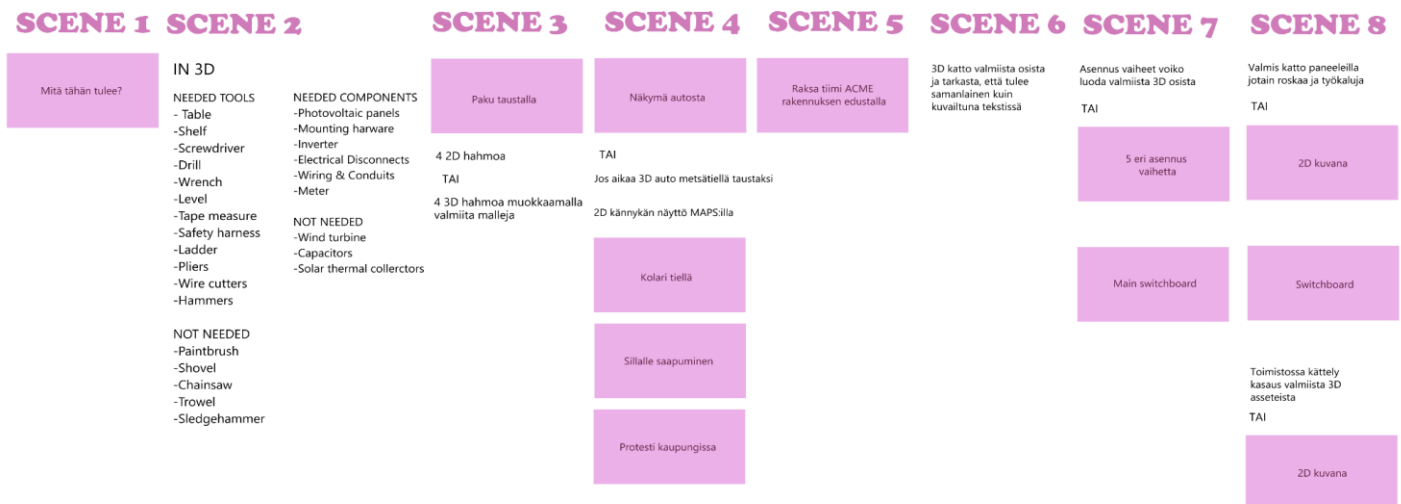 SCENE 1
Mitä tähän tulee?
SCENE 2
IN 3D
NEEDED TOOLS
- Table
-Shelf
-Screwdriver
-Drill
-Wrench
-Level
-Tape measure
-Safety harness
-Ladder
-Pliers
-Wire cutters
-Hammers
NOT NEEDED
-Paintbrush
-Shovel
-Chainsaw
-Trowel
-Sledgehammer
NEEDED COMPONENTS
-Photovoltaic panels
-Mounting harware
-Inverter
-Electrical Disconnects
-Wiring & Conduits
-Meter
NOT NEEDED
-Wind turbine
-Capacitors
-Solar thermal collerctors
SCENE 3
Paku taustalla
4 2D hahmoa
TAI
4 3D hahmoa muokkaamalla
valmiita malleja
SCENE 4
Näkymä autosta
TAI
Jos aikaa 3D auto metsätiellä taustaksi
2D kännykän näyttö MAPS:illa
Kolari tiellä
Sillalle saapuminen
Protesti kaupungissa
SCENE 5
Raksa tiimi ACME
rakennuksen edustalla
SCENE 6
3D katto valmiista osista
ja tarkasta, että tulee
samanlainen kuin
kuvailtuna tekstissä
SCENE 7
Asennus vaiheet voiko
luoda valmiista 3D osista
TAI
5 eri asennus
vaihetta
Main switchboard
SCENE 8
Valmis katto paneeleilla
jotain roskaa ja työkaluja
TAI
2D kuvana
Switchboard
Toimistossa kättely
kasaus valmiista 3D
asseteista
TAI
2D kuvana